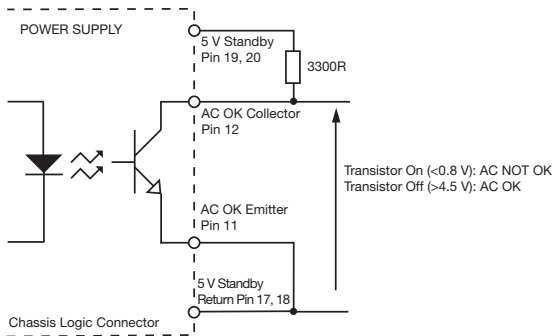 POWER SUPPLY
5 V Standby
Pin 19, 20
3300R
AC OK Collector
Pin 12
Transistor On (<0.8 V): AC NOT OK
Transistor Off (>4.5 V): AC OK
AC OK Emitter
Pin 11
5 V Standby
Return Pin 17, 18
Chassis Logic Connector